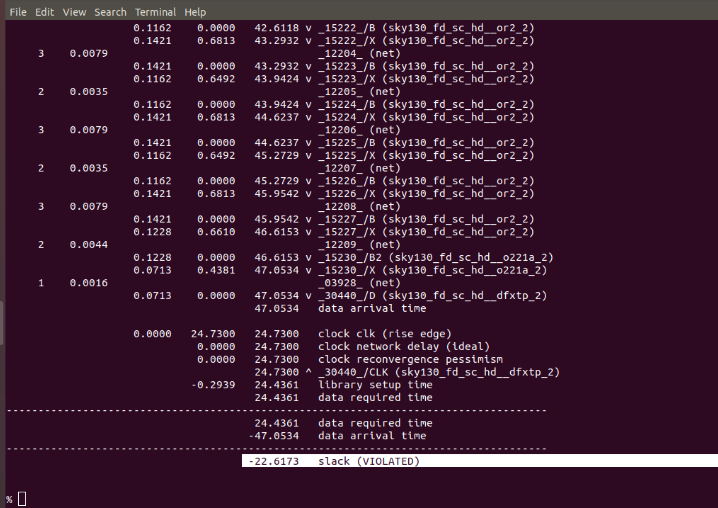 File Edit View Search Terminal Help
0.1162 0.0000 42.6118 v _15222_/B (sky130_fd_sc_hd__or2_2)
0.1421 0.6813 43.2932 v _15222_/X (sky130_fd_sc_hd__or2_2)
3 0.0079 _12204_ (net)
0.1421 0.0000 43.2932 v _15223_/B (sky130_fd_sc_hd__or2_2)
0.1162 0.6492 43.9424 v _15223_/X (sky130_fd_sc_hd__or2_2)
2 0.0035 _12205_ (net)
0.1162 0.0000 43.9424 v _15224_/B (sky130_fd_sc_hd__or2_2)
0.1421 0.6813 44.6237 v _15224_/X (sky130_fd_sc_hd__or2_2)
3 0.0079 _12206_ (net)
0.1421 0.0000 44.6237 v _15225_/B (sky130_fd_sc_hd__or2_2)
0.1162 0.6492 45.2729 v _15225_/X (sky130_fd_sc_hd__or2_2)
2 0.0035 _12207_ (net)
0.1162 0.0000 45.2729 v _15226_/B (sky130_fd_sc_hd__or2_2)
0.1421 0.6813 45.9542 v _15226_/X (sky130_fd_sc_hd__or2_2)
3 0.0079 _12208_ (net)
0.1421 0.0000 45.9542 v _15227_/B (sky130_fd_sc_hd__or2_2)
0.1228 0.6610 46.6153 v _15227_/X (sky130_fd_sc_hd__or2_2)
2 0.0044 _12209_ (net)
0.1228 0.0000 46.6153 v _15230_/B2 (sky130_fd_sc_hd__o221a_2)
0.0713 0.4381 47.0534 v _15230_/X (sky130_fd_sc_hd__o221a_2)
1 0.0016 _03928_ (net)
0.0713 0.0000 47.0534 v _30440_/D (sky130_fd_sc_hd__dfxtp_2)
47.0534 data arrival time
0.0000 24.7300 24.7300 clock clk (rise edge)
0.0000 24.7300 clock network delay (ideal)
0.0000 24.7300 clock reconvergence pessimism
24.7300 ^ _30440_/CLK (sky130_fd_sc_hd__dfxtp_2)
-0.2939 24.4361 library setup time
24.4361 data required time
-------------------------------------------------------------------------------------
24.4361 data required time
-47.0534 data arrival time
-------------------------------------------------------------------------------------
-22.6173 slack (VIOLATED)
%